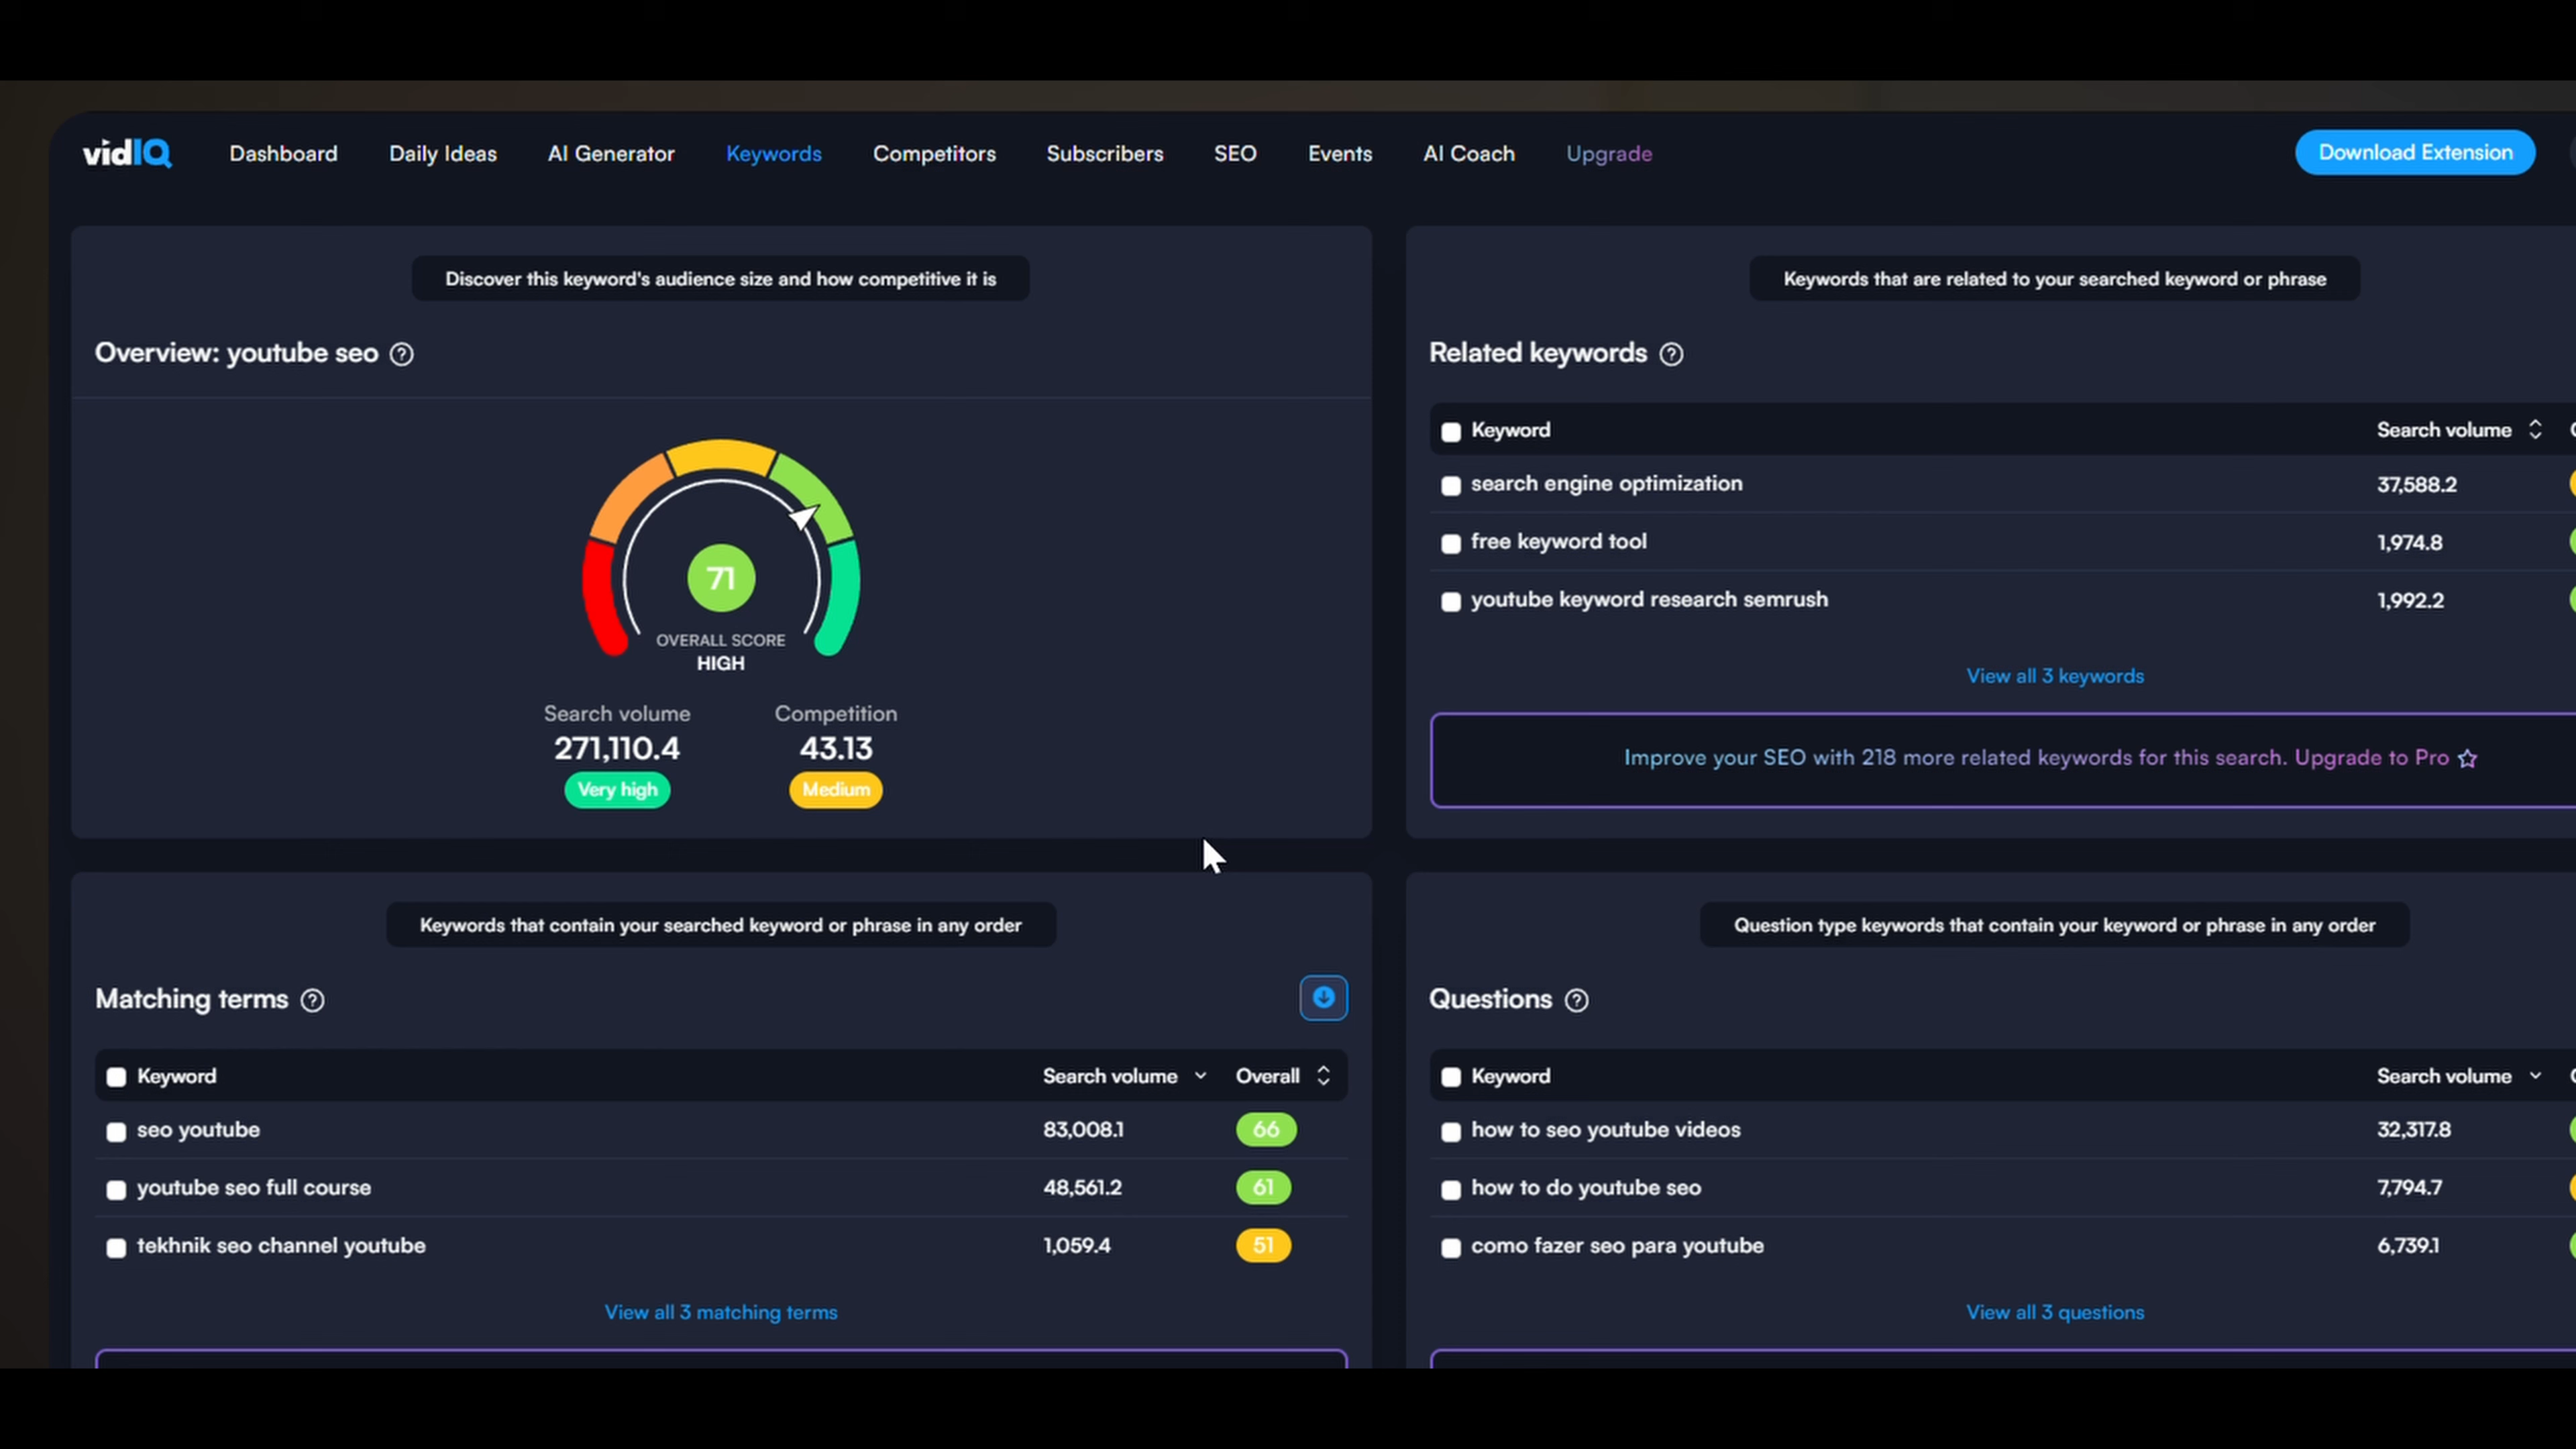 vidIQ Dashboard Daily Ideas AI Generator Keywords Competitors Subscribers SEO Events AI Coach Upgrade Download Extension
Discover this keyword's audience size and how competitive it is
Overview: youtube seo
71
OVERALL SCORE
HIGH
Search volume Competition
271,110.4 43.13
Very high Medium
Keywords that are related to your searched keyword or phrase
Related keywords
Keyword Search volume
search engine optimization 37,588.2
free keyword tool 1,974.8
youtube keyword research semrush 1,992.2
View all 3 keywords
Improve your SEO with 218 more related keywords for this search. Upgrade to Pro
Keywords that contain your searched keyword or phrase in any order
Matching terms
Keyword Search volume Overall
seo youtube 83,008.1 66
youtube seo full course 48,561.2 61
tekhnik seo channel youtube 1,059.4 51
View all 3 matching terms
Question type keywords that contain your keyword or phrase in any order
Questions
Keyword Search volume
how to seo youtube videos 32,317.8
how to do youtube seo 7,794.7
como fazer seo para youtube 6,739.1
View all 3 questions